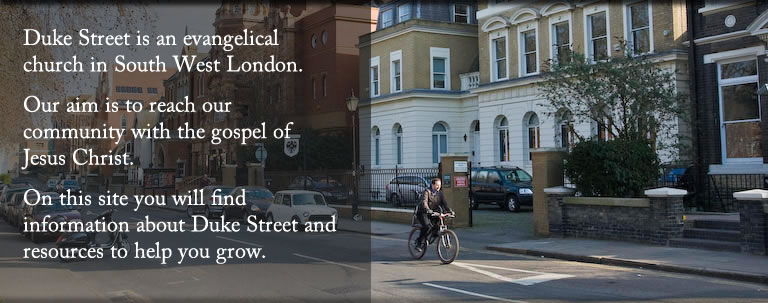 Duke Street is an evangelical
church in South West London.
Our aim is to reach our
community with the gospel of
Jesus Christ.
On this site you will find
information about Duke Street and
resources to help you grow.